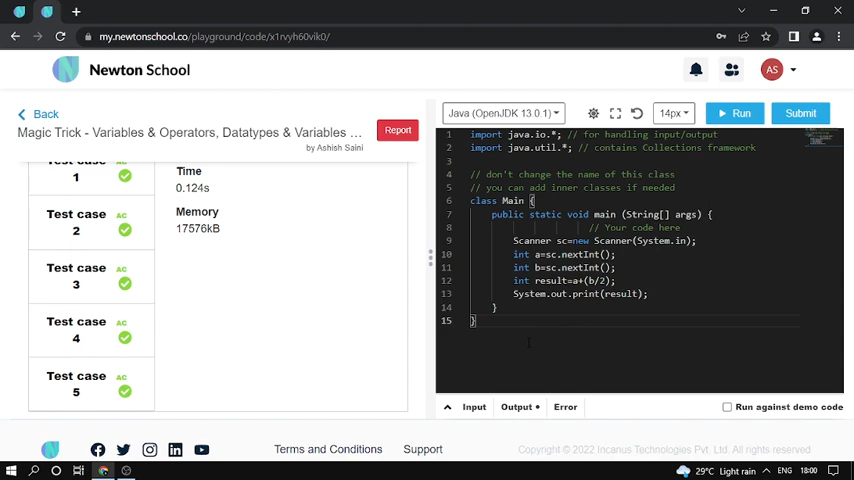 my.newtonschool.co/playground/code/x1rvyh60vik0/
Newton School
AS
Back
Magic Trick - Variables & Operators, Datatypes & Variables ...
by Ashish Saini
Report
Test case
1
Time
0.124s
Test case
2
AC
Memory
17576kB
Test case
3
AC
Test case
4
AC
Test case
5
AC
Java (OpenJDK 13.0.1)
14px
Run
Submit
1 import java.io.*; // for handling input/output
2 import java.util.*; // contains Collections framework
3
4 // don't change the name of this class
5 // you can add inner classes if needed
6 class Main {
7 public static void main (String[] args) {
8 // Your code here
9 Scanner sc=new Scanner(System.in);
10 int a=sc.nextInt();
11 int b=sc.nextInt();
12 int result=a+(b/2);
13 System.out.print(result);
14 }
15 }
Input
Output
Error
Run against demo code
Terms and Conditions
Support
Copyright © 2022 Incanus Technologies Pvt. Ltd. All rights reserved.
29°C Light rain
ENG
18:00